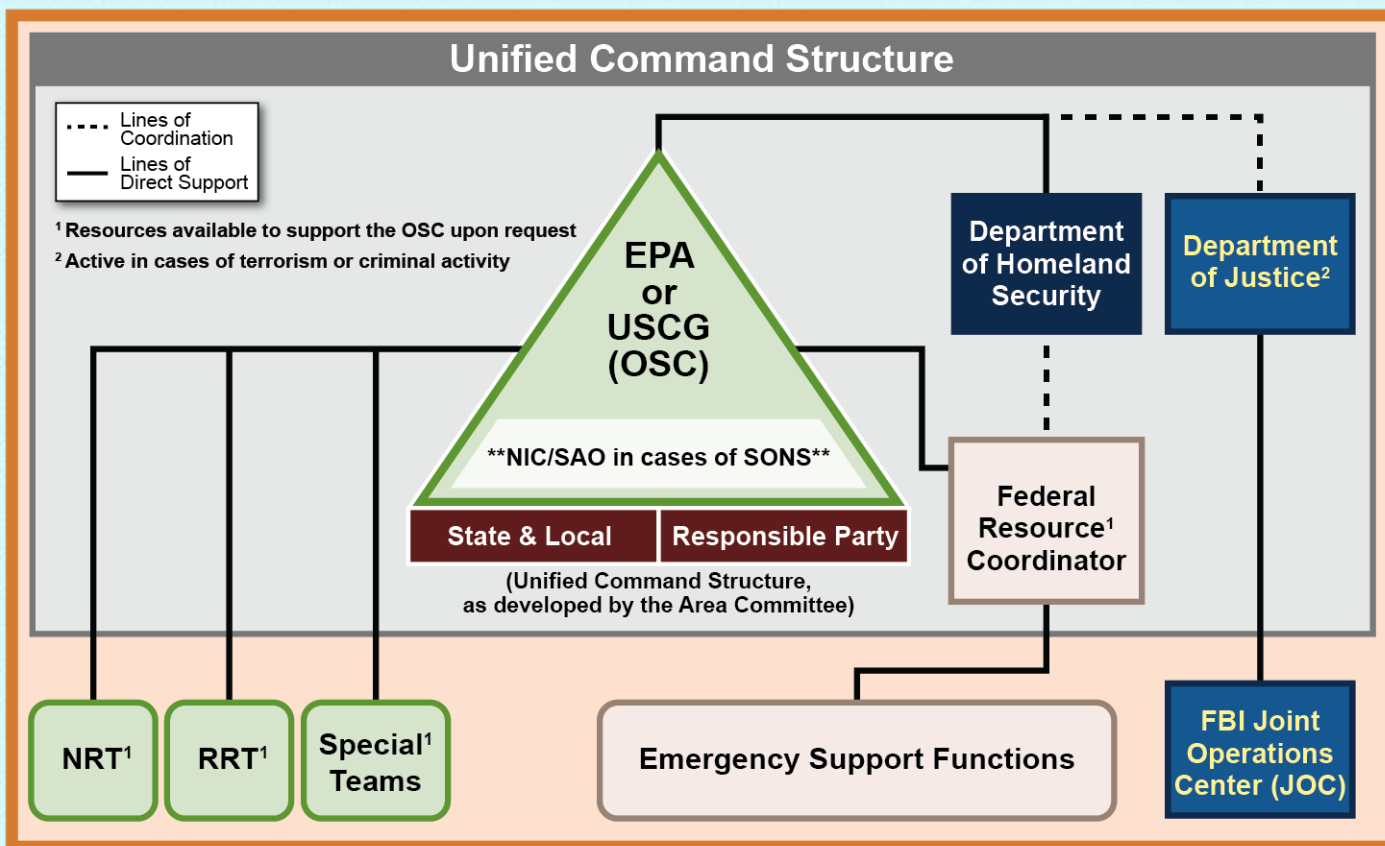 Unified Command Structure
Lines of
Coordination
Lines of
Direct Support
¹ Resources available to support the OSC upon request
² Active in cases of terrorism or criminal activity
EPA
or
USCG
(OSC)
**NIC/SAO in cases of SONS**
State & Local
Responsible Party
(Unified Command Structure,
as developed by the Area Committee)
Department
of Homeland
Security
Department
of Justice²
Federal
Resource¹
Coordinator
NRT¹
RRT¹
Special¹
Teams
Emergency Support Functions
FBI Joint
Operations
Center (JOC)